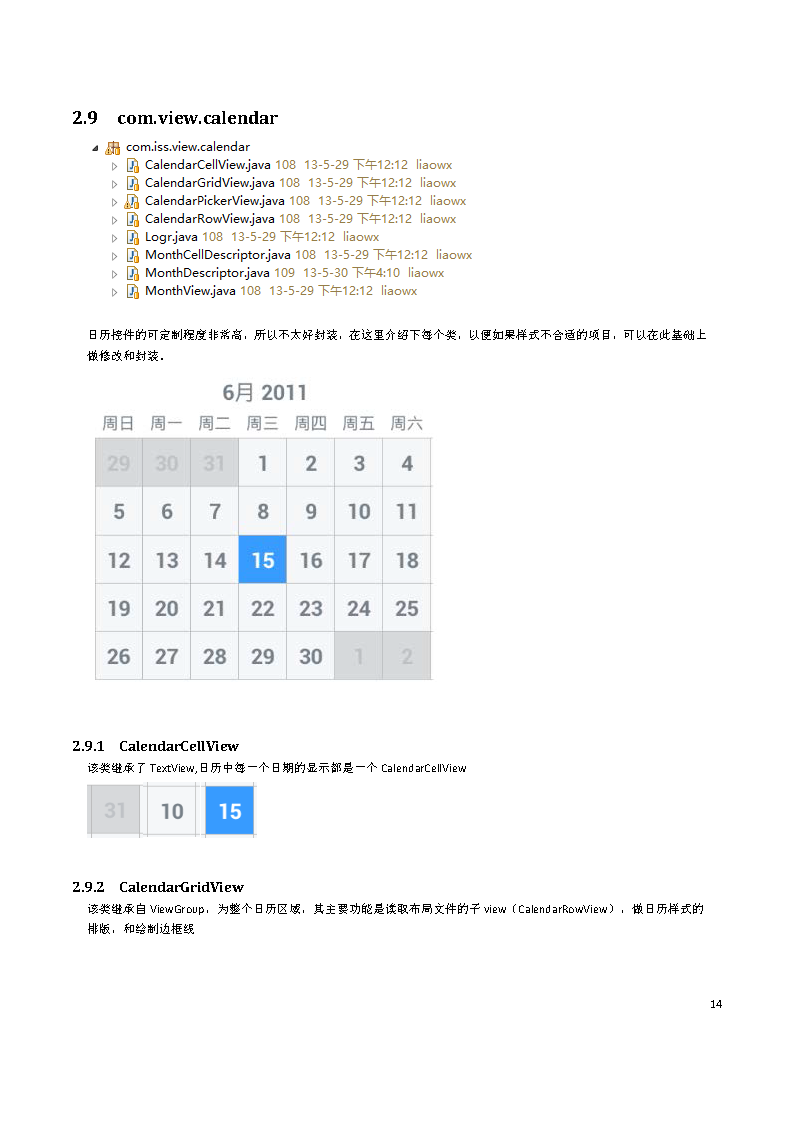 2.9 com.view.calendar
com.iss.view.calendar
CalendarCellView.java 108 13-5-29 下午12:12 liaowx
CalendarGridView.java 108 13-5-29 下午12:12 liaowx
CalendarPickerView.java 108 13-5-29 下午12:12 liaowx
CalendarRowView.java 108 13-5-29 下午12:12 liaowx
Logr.java 108 13-5-29 下午12:12 liaowx
MonthCellDescriptor.java 108 13-5-29 下午12:12 liaowx
MonthDescriptor.java 109 13-5-30 下午4:10 liaowx
MonthView.java 108 13-5-29 下午12:12 liaowx
日历控件的可定制程度非常高，所以不太好封装，在这里介绍下每个类，以便如果样式不合适的项目，可以在此基础上
做修改和封装．
6月 2011
周日 周一 周二 周三 周四 周五 周六
29 30 31 1 2 3 4
5 6 7 8 9 10 11
12 13 14 15 16 17 18
19 20 21 22 23 24 25
26 27 28 29 30 1 2
2.9.1 CalendarCellView
该类继承了 TextView,日历中每一个日期的显示都是一个 CalendarCellView
31 10 15
2.9.2 CalendarGridView
该类继承自 ViewGroup，为整个日历区域，其主要功能是读取布局文件的子 view（CalendarRowView），做日历样式的
排版，和绘制边框线
14